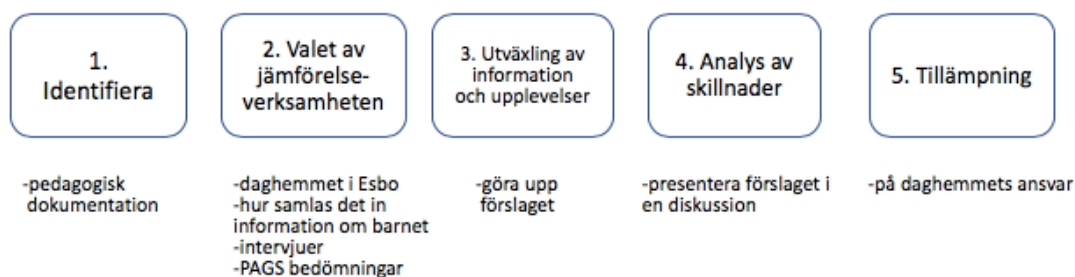 1.
Identifiera
2. Valet av
jämförelse-
verksamheten
3. Utväxling av
information
och upplevelser
4. Analys av
skillnader
5. Tillämpning
-pedagogisk
dokumentation
-daghemmet i Esbo
-hur samlas det in
information om barnet
-intervjuer
-PAGS bedömningar
-göra upp
förslaget
-presentera förslaget i
en diskussion
-på daghemmets ansvar